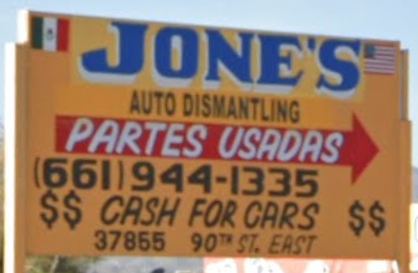 JONE'S
AUTO DISMANTLING
PARTES USADAS
(661) 944-1335
$$ CASH FOR CARS $$
37855 90TH ST. EAST